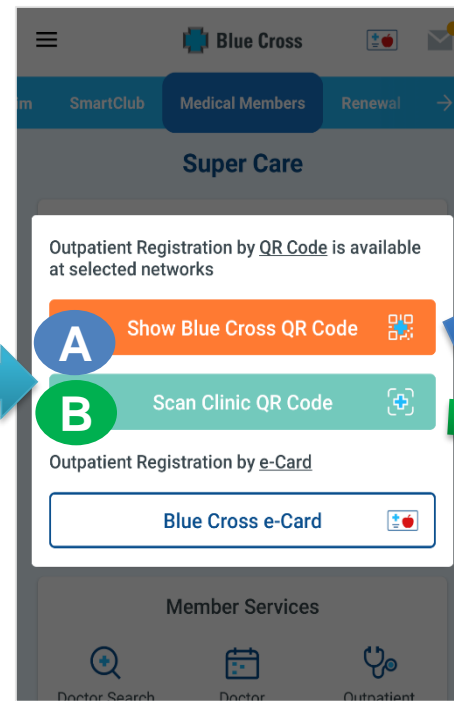 Blue Cross
im SmartClub Medical Members Renewal
Super Care
Outpatient Registration by QR Code is available
at selected networks
A Show Blue Cross QR Code
B Scan Clinic QR Code
Outpatient Registration by e-Card
Blue Cross e-Card
Member Services
Doctor Search Doctor Outpatient